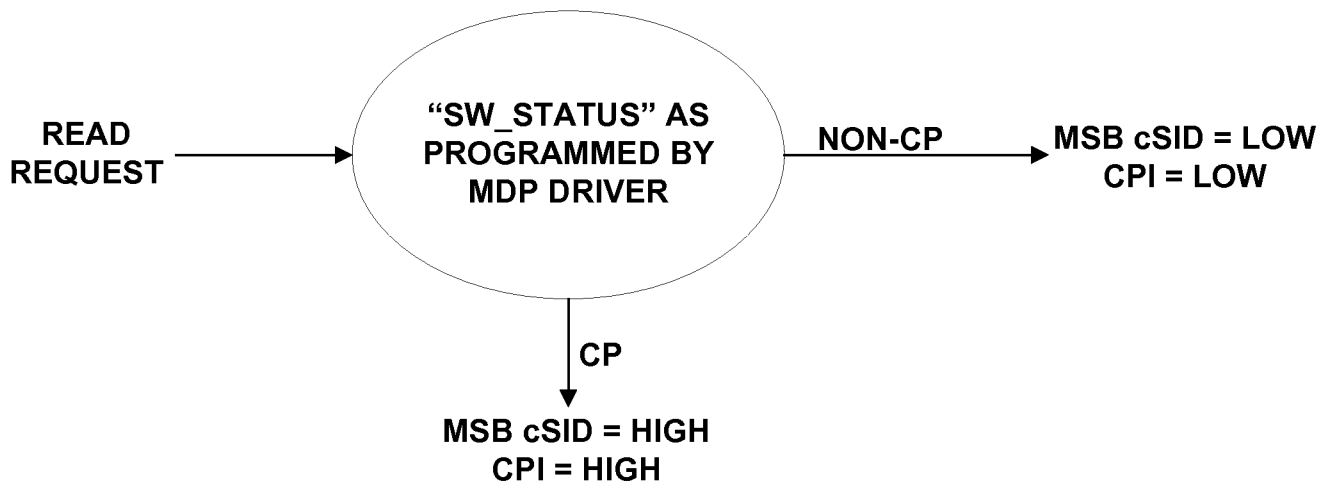 READ
REQUEST
“SW_STATUS” AS
PROGRAMMED BY
MDP DRIVER
NON-CP
MSB cSID = LOW
CPI = LOW
CP
MSB cSID = HIGH
CPI = HIGH